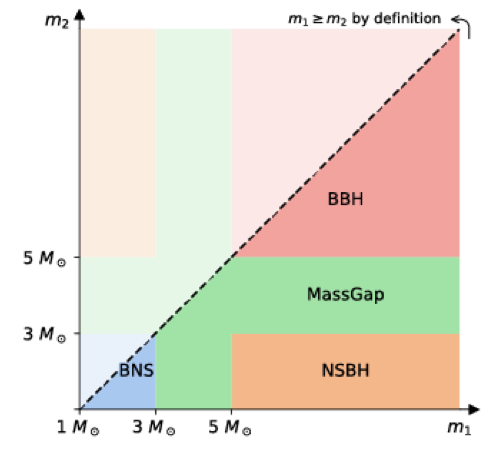 m₂
m₁ ≥ m₂ by definition
BBH
5 M⊙
MassGap
3 M⊙
BNS
NSBH
1 M⊙ 3 M⊙ 5 M⊙ m₁